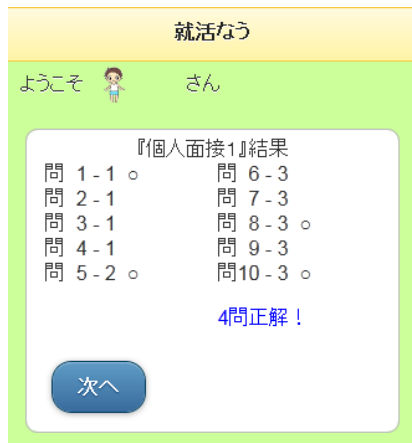 就活なう
ようこそ さん
『個人面接1』結果
問 1 - 1 ○ 問 6 - 3
問 2 - 1 問 7 - 3
問 3 - 1 問 8 - 3 ○
問 4 - 1 問 9 - 3
問 5 - 2 ○ 問10 - 3 ○
4問正解！
次へ